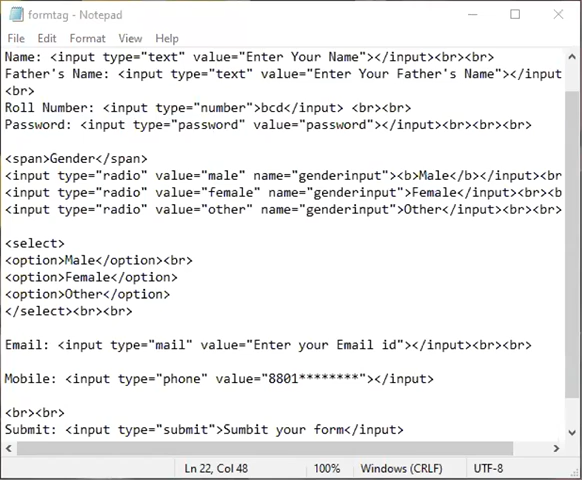 formtag - Notepad
File Edit Format View Help
Name: <input type="text" value="Enter Your Name"></input><br><br>
Father's Name: <input type="text" value="Enter Your Father's Name"></input
<br>
Roll Number: <input type="number">bcd</input> <br><br>
Password: <input type="password" value="password"></input><br><br><br>
<span>Gender</span>
<input type="radio" value="male" name="genderinput"><b>Male</b></input><br
<input type="radio" value="female" name="genderinput">Female</input><br><b
<input type="radio" value="other" name="genderinput">Other</input><br><br>
<select>
<option>Male</option><br>
<option>Female</option>
<option>Other</option>
</select><br><br>
Email: <input type="mail" value="Enter your Email id"></input><br><br>
Mobile: <input type="phone" value="8801********"></input>
<br><br>
Submit: <input type="submit">Sumbit your form</input>
Ln 22, Col 48 100% Windows (CRLF) UTF-8